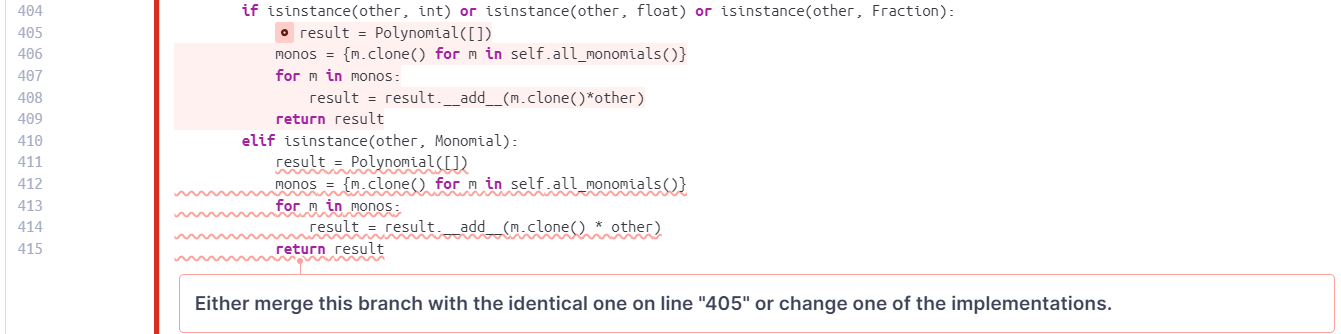 404 if isinstance(other, int) or isinstance(other, float) or isinstance(other, Fraction):
405 result = Polynomial([])
406 monos = {m.clone() for m in self.all_monomials()}
407 for m in monos:
408 result = result.__add__(m.clone()*other)
409 return result
410 elif isinstance(other, Monomial):
411 result = Polynomial([])
412 monos = {m.clone() for m in self.all_monomials()}
413 for m in monos:
414 result = result.__add__(m.clone() * other)
415 return result
Either merge this branch with the identical one on line "405" or change one of the implementations.